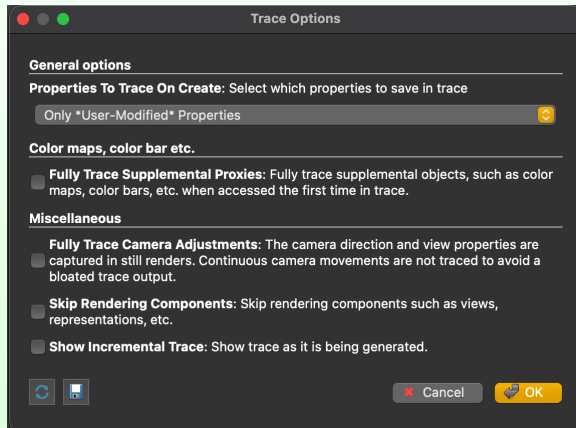 Trace Options
General options
Properties To Trace On Create: Select which properties to save in trace
Only *User-Modified* Properties
Color maps, color bar etc.
Fully Trace Supplemental Proxies: Fully trace supplemental objects, such as color
maps, color bars, etc. when accessed the first time in trace.
Miscellaneous
Fully Trace Camera Adjustments: The camera direction and view properties are
captured in still renders. Continuous camera movements are not traced to avoid a
bloated trace output.
Skip Rendering Components: Skip rendering components such as views,
representations, etc.
Show Incremental Trace: Show trace as it is being generated.
Cancel
OK